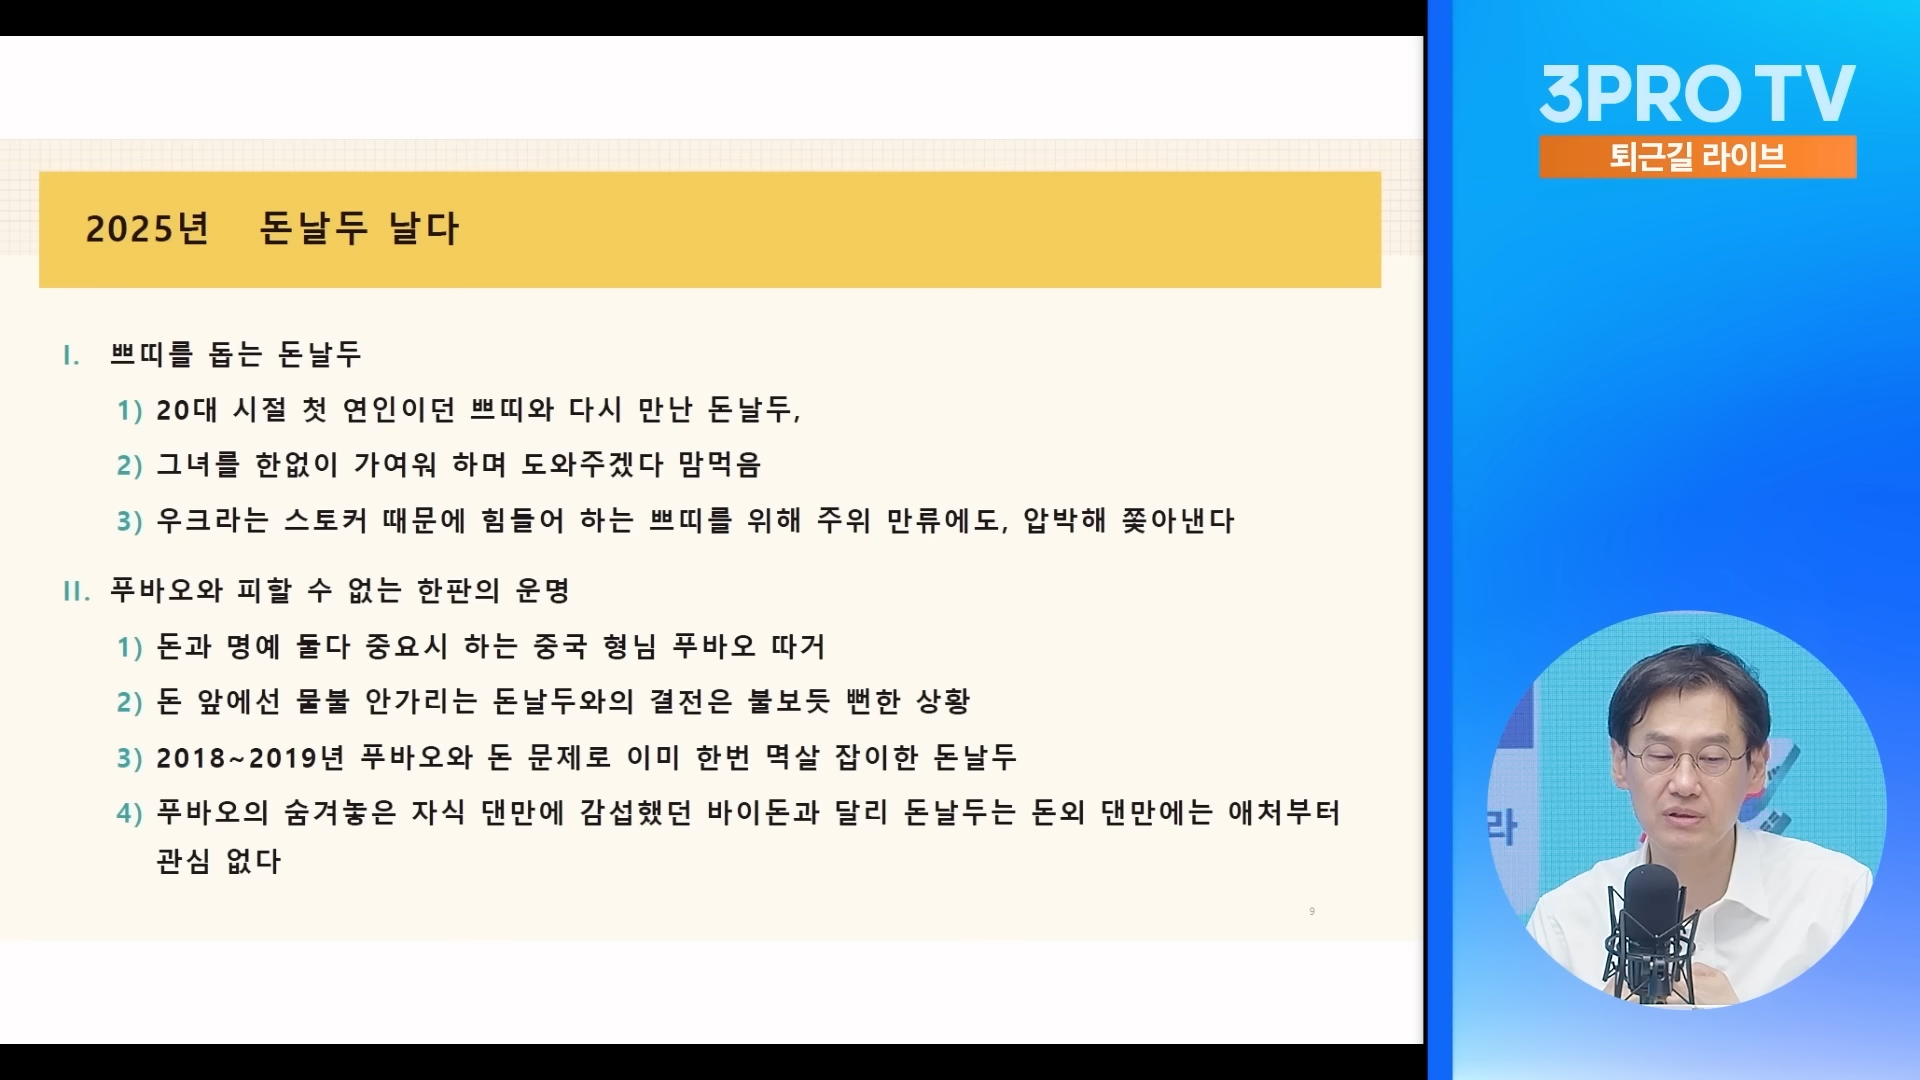 3PRO TV
퇴근길 라이브
2025년 돈날두 날다
I. 쁘띠를 돕는 돈날두
1) 20대 시절 첫 연인이던 쁘띠와 다시 만난 돈날두,
2) 그녀를 한없이 가여워 하며 도와주겠다 맘먹음
3) 우크라는 스토커 때문에 힘들어 하는 쁘띠를 위해 주위 만류에도, 압박해 쫓아낸다
II. 푸바오와 피할 수 없는 한판의 운명
1) 돈과 명예 둘다 중요시 하는 중국 형님 푸바오 따거
2) 돈 앞에선 물불 안가리는 돈날두와의 결전은 불보듯 뻔한 상황
3) 2018~2019년 푸바오와 돈 문제로 이미 한번 멱살 잡이한 돈날두
4) 푸바오의 숨겨놓은 자식 댄만에 감섭했던 바이돈과 달리 돈날두는 돈외 댄만에는 애처부터
관심 없다
9
라